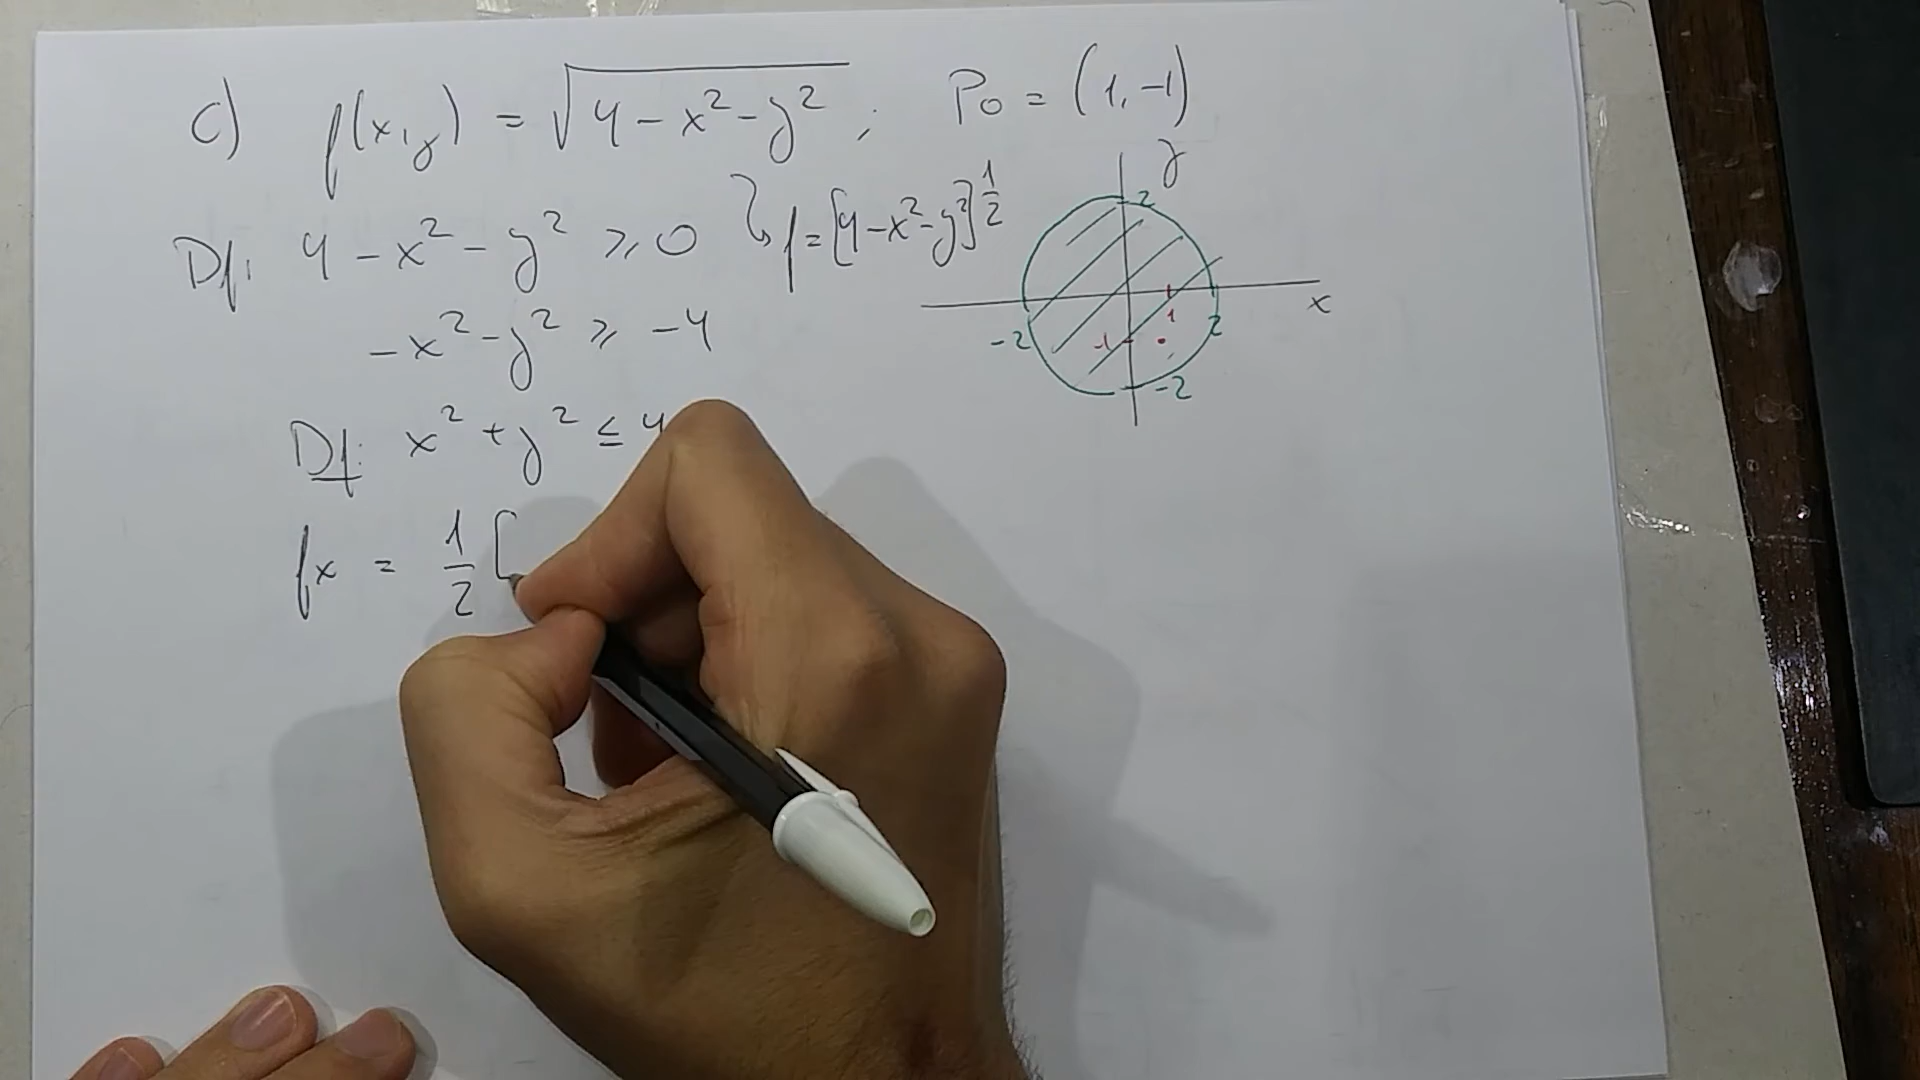 c) f(x,y) = √(4 - x² - y²) ; P₀ = (1, -1)
Df: 4 - x² - y² ⩾ 0 ↳ f = [4 - x² - y²]^(1/2)
-x² - y² ⩾ -4
Df: x² + y² ≤ 4
fx = 1/2 [
y
2
x
-2
2
1
-1
-2